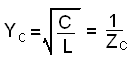 Y_C = √(C/L) = 1/Z_C